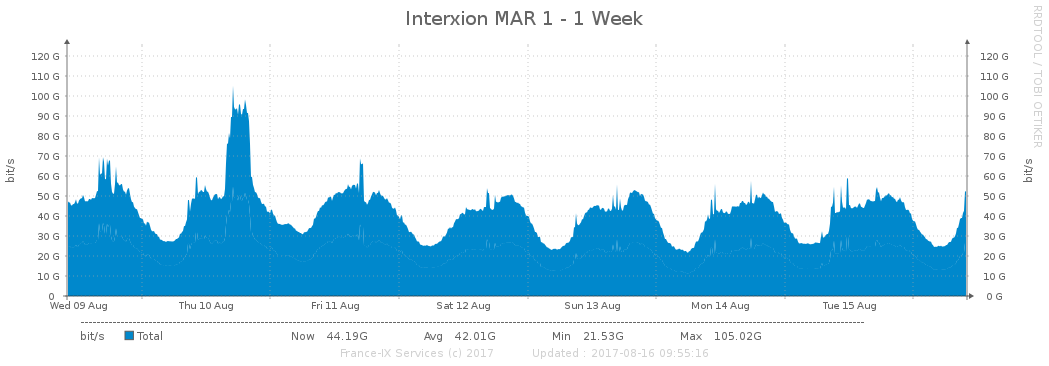 Interxion MAR 1 - 1 Week
RRDTOOL / TOBI OETIKER
bit/s
120 G 120 G
110 G 110 G
100 G 100 G
90 G 90 G
80 G 80 G
70 G 70 G
60 G 60 G
50 G 50 G
40 G 40 G
30 G 30 G
20 G 20 G
10 G 10 G
0 0 G
bit/s
Wed 09 Aug Thu 10 Aug Fri 11 Aug Sat 12 Aug Sun 13 Aug Mon 14 Aug Tue 15 Aug
bit/s Total Now 44.19G Avg 42.01G Min 21.53G Max 105.02G
France-IX Services (c) 2017 Updated : 2017-08-16 09:55:16